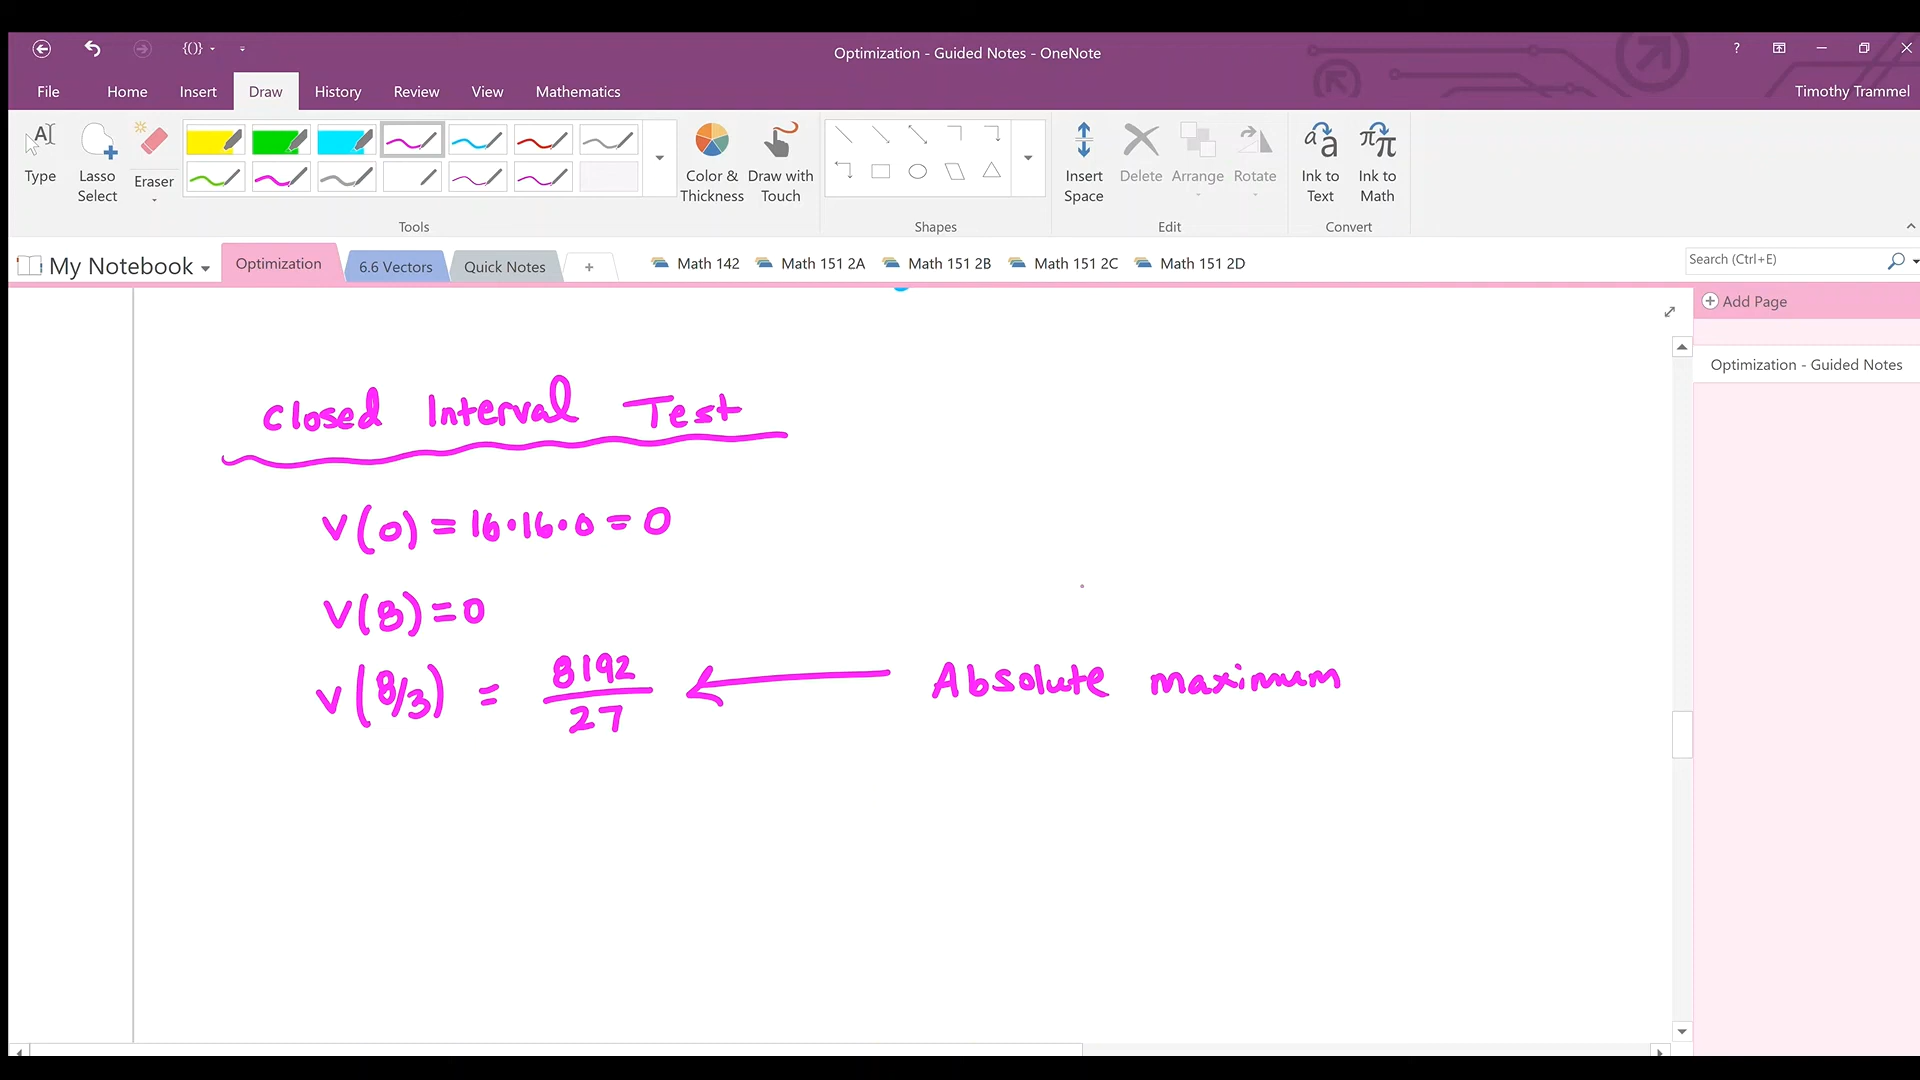 {()}
Optimization - Guided Notes - OneNote
?
File Home Insert Draw History Review View Mathematics
Timothy Trammel
Type
Lasso Select
Eraser
Color & Thickness
Draw with Touch
Insert Space
Delete
Arrange
Rotate
Ink to Text
Ink to Math
Tools
Shapes
Edit
Convert
My Notebook
Optimization
6.6 Vectors
Quick Notes
+
Math 142
Math 151 2A
Math 151 2B
Math 151 2C
Math 151 2D
Search (Ctrl+E)
Add Page
Optimization - Guided Notes
Closed Interval Test
V(0) = 16•16•0 = 0
V(8)=0
V(8/3) = 8192/27 ← Absolute maximum